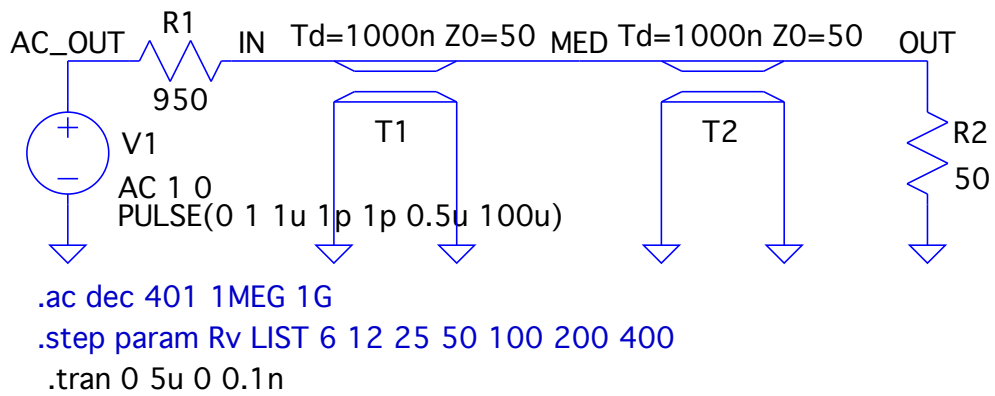 R1
AC_OUT IN Td=1000n Z0=50 MED Td=1000n Z0=50 OUT
950
T1 T2 R2
V1
50
AC 1 0
PULSE(0 1 1u 1p 1p 0.5u 100u)
.ac dec 401 1MEG 1G
.step param Rv LIST 6 12 25 50 100 200 400
.tran 0 5u 0 0.1n